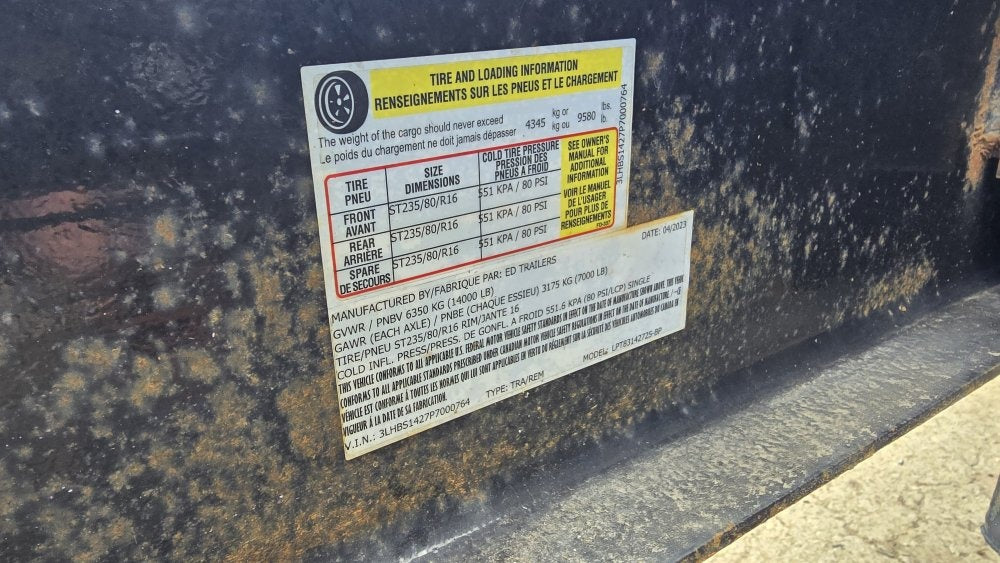 TIRE AND LOADING INFORMATION
RENSEIGNEMENTS SUR LES PNEUS ET LE CHARGEMENT
The weight of the cargo should never exceed 4345 kg or 9580 lbs.
Le poids du chargement ne doit jamais dépasser kg ou lb.
TIRE PNEU SIZE DIMENSIONS COLD TIRE PRESSURE PRESSION DES PNEUS A FROID
FRONT AVANT ST235/80/R16 551 KPA / 80 PSI
REAR ARRIÈRE ST235/80/R16 551 KPA / 80 PSI
SPARE DE SECOURS ST235/80/R16 551 KPA / 80 PSI
SEE OWNER'S
MANUAL FOR
ADDITIONAL
INFORMATION
VOIR LE MANUEL
DE L'USAGER
POUR PLUS DE
RENSEIGNEMENTS
3LHBS1427P7000764
DATE: 04/2023
MANUFACTURED BY/FABRIQUE PAR: ED TRAILERS
GVWR / PNBV 6350 KG (14000 LB)
GAWR (EACH AXLE) / PNBE (CHAQUE ESSIEU) 3175 KG (7000 LB)
TIRE/PNEU ST235/80/R16 RIM/JANTE 16
COLD INFL. PRESS/PRESS. DE GONFL. A FROID 551.6 KPA (80 PSI/LCP) SINGLE
THIS VEHICLE CONFORMS TO ALL APPLICABLE U.S. FEDERAL MOTOR VEHICLE SAFETY STANDARDS IN EFFECT ON THE DATE OF MANUFACTURE SHOWN ABOVE. THIS VEHI
CONFORMS TO ALL APPLICABLE STANDARDS PRESCRIBED UNDER CANADIAN MOTOR VEHICLE SAFETY REGULATIONS IN EFFECT ON THE DATE OF MANUFACTURE. /
VÉHICLE EST CONFORME À TOUTES LES NORMES QUI LUI SONT APPLICABLES EN VERTU DU RÉGLEMENT SUR LA SÉCURITÉ DES VÉHICULES AUTOMOBILES DU CANADA EN
VIGUEUR À LA DATE DE SA FABRICATION.
V.I.N.: 3LHBS1427P7000764 TYPE: TRA/REM MODEL: LPT83142725-BP